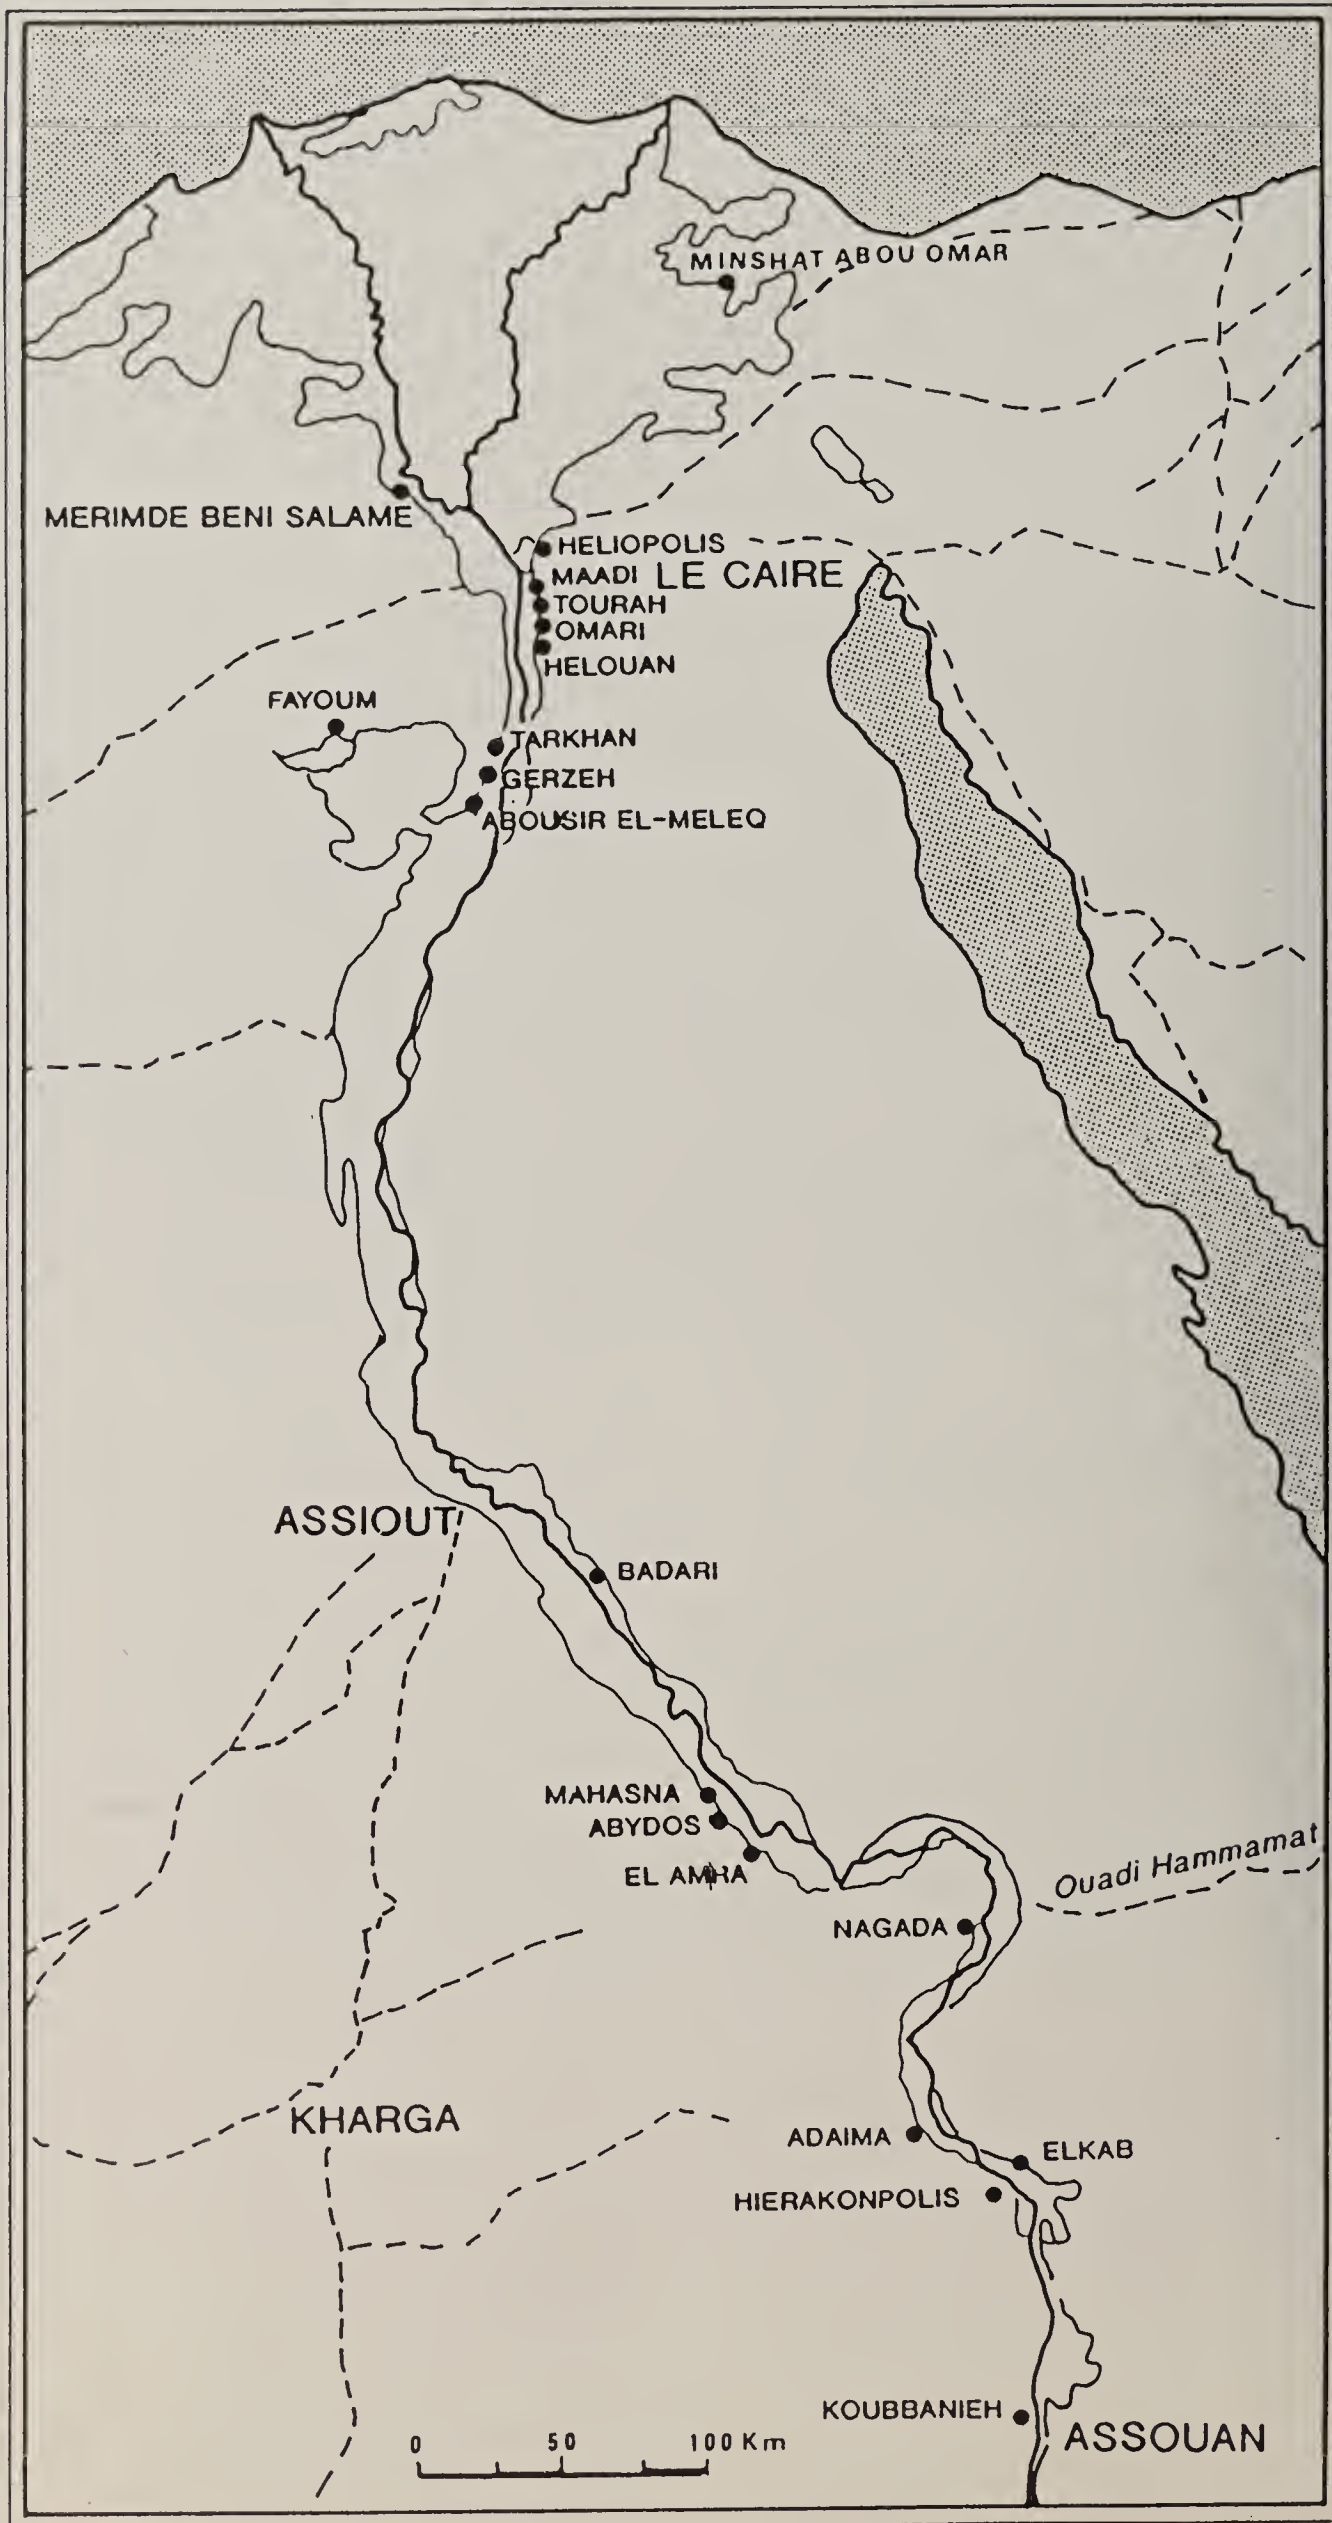 MINSHAT ABOU OMAR
MERIMDE BENI SALAME
HELIOPOLIS
MAADI
LE CAIRE
TOURAH
OMARI
HELOUAN
FAYOUM
TARKHAN
GERZEH
ABOUSIR EL-MELEQ
ASSIOUT
BADARI
MAHASNA
ABYDOS
EL AMRA
Ouadi Hammamat
NAGADA
KHARGA
ADAIMA
ELKAB
HIERAKONPOLIS
KOUBBANIEH
ASSOUAN
0 50 100 Km